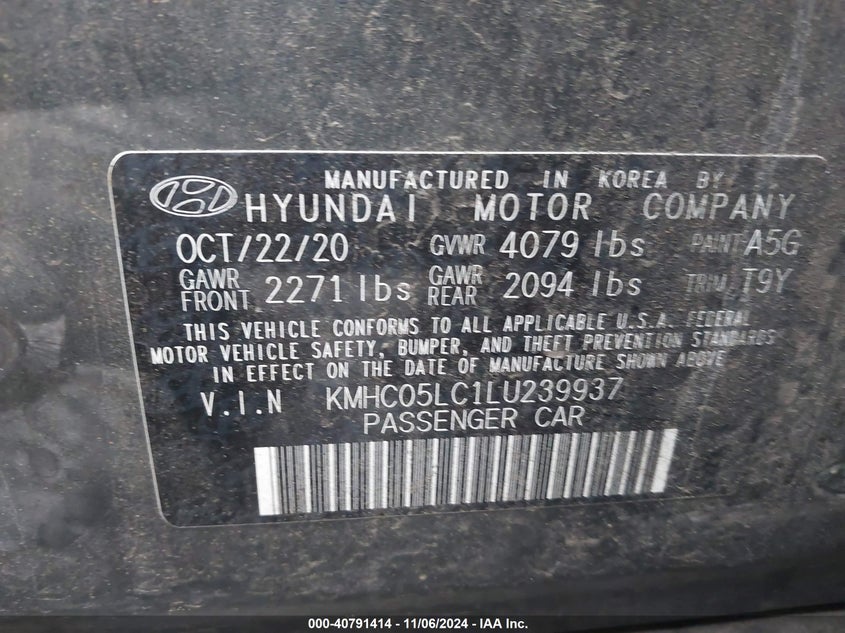 MANUFACTURED IN KOREA BY
HYUNDAI MOTOR COMPANY
OCT/22/20 GVWR 4079 lbs PAINT A5G
GAWR FRONT 2271 lbs GAWR REAR 2094 lbs TRIM T9Y
THIS VEHICLE CONFORMS TO ALL APPLICABLE U.S.A. FEDERAL
MOTOR VEHICLE SAFETY, BUMPER, AND THEFT PREVENTION STANDARDS
IN EFFECT ON THE DATE OF MANUFACTURE SHOWN ABOVE
V.I.N KMHC05LC1LU239937
PASSENGER CAR
000-40791414 - 11/06/2024 - IAA Inc.